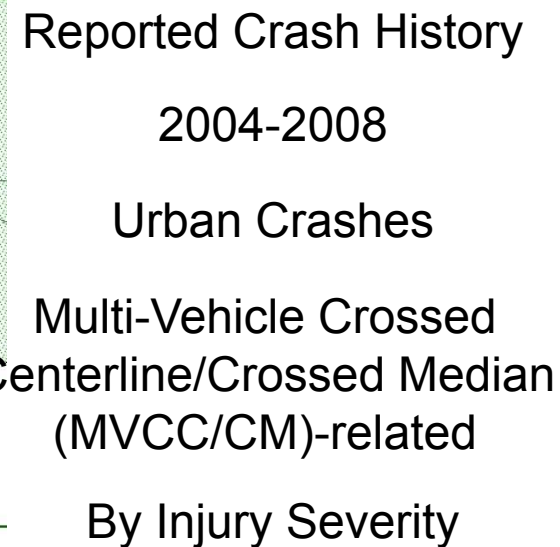 Reported Crash History
2004-2008
Urban Crashes
Multi-Vehicle Crossed
Centerline/Crossed Median
(MVCC/CM)-related
By Injury Severity